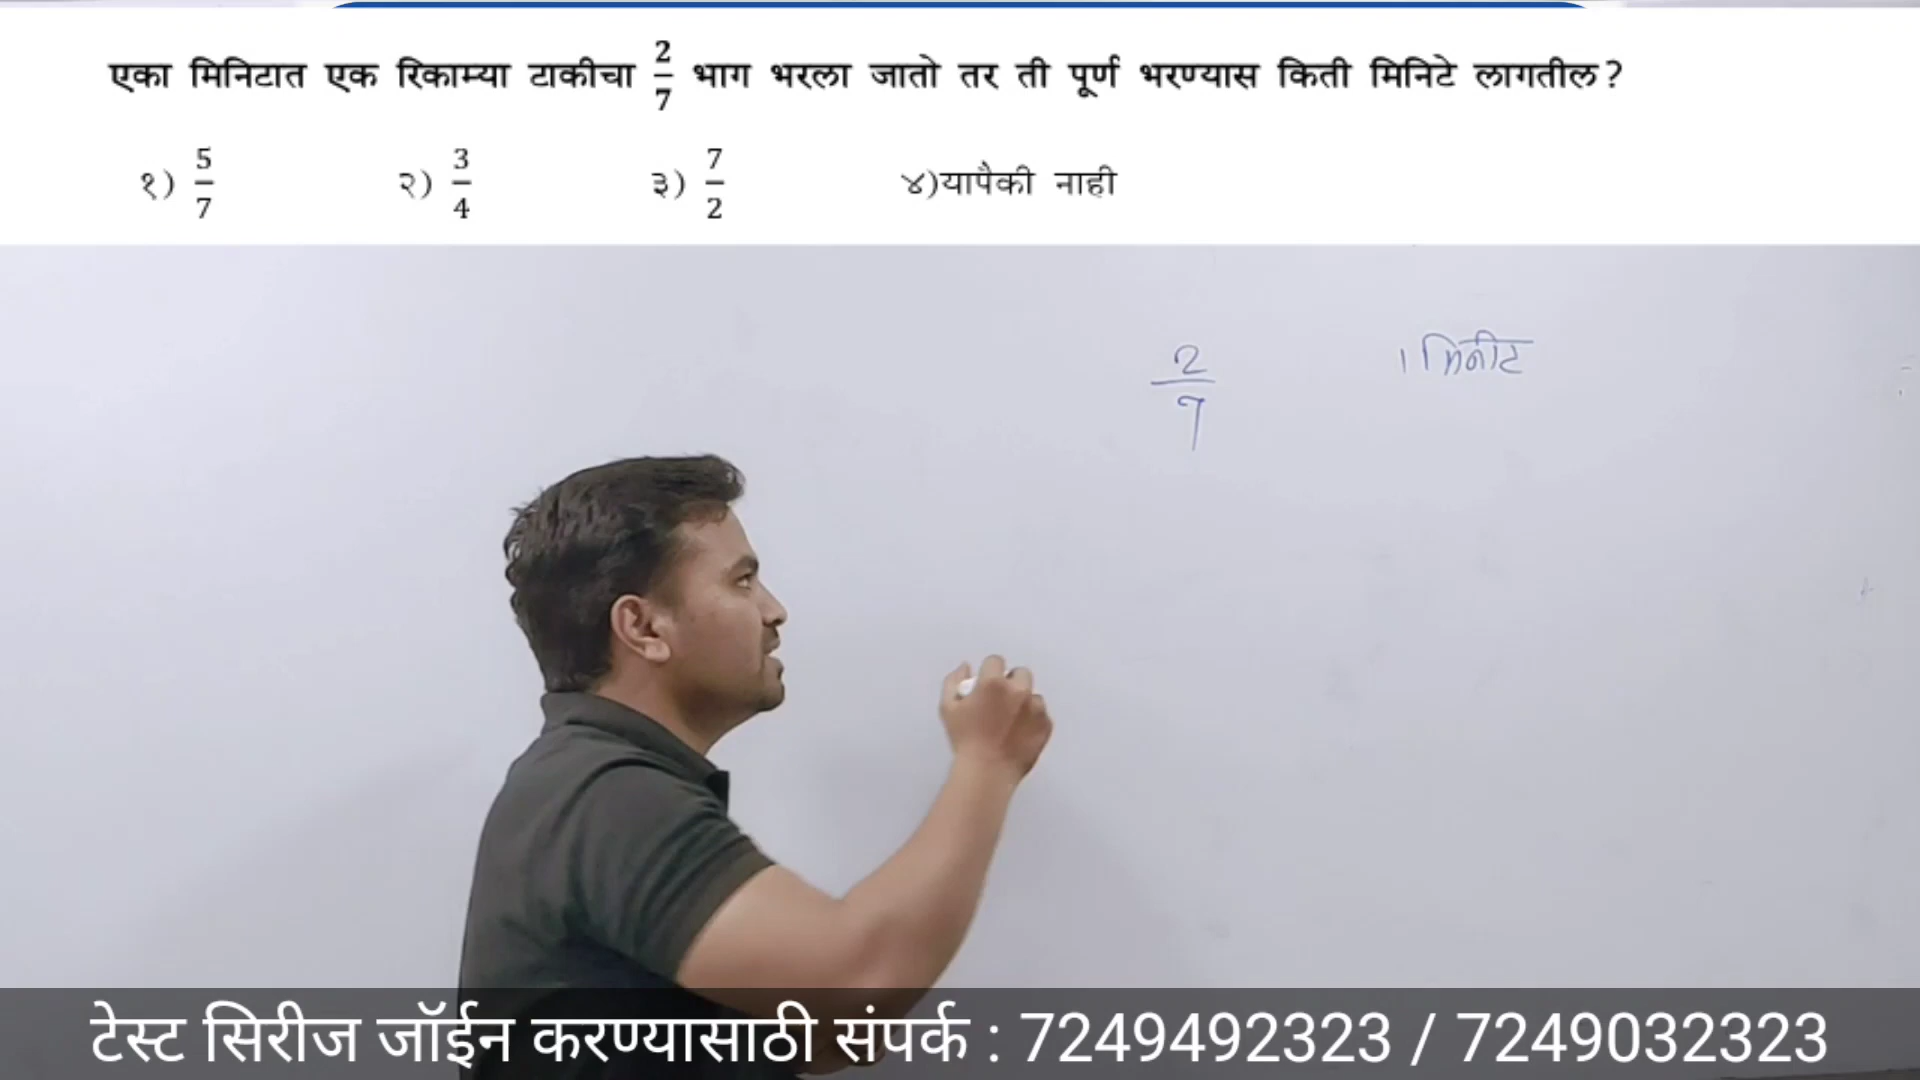 एका मिनिटात एक रिकाम्या टाकीचा 2/7 भाग भरला जातो तर ती पूर्ण भरण्यास किती मिनिटे लागतील ?
१) 5/7 २) 3/4 ३) 7/2 ४)यापैकी नाही
2/7 1 मिनीट
टेस्ट सिरीज जॉईन करण्यासाठी संपर्क : 7249492323 / 7249032323